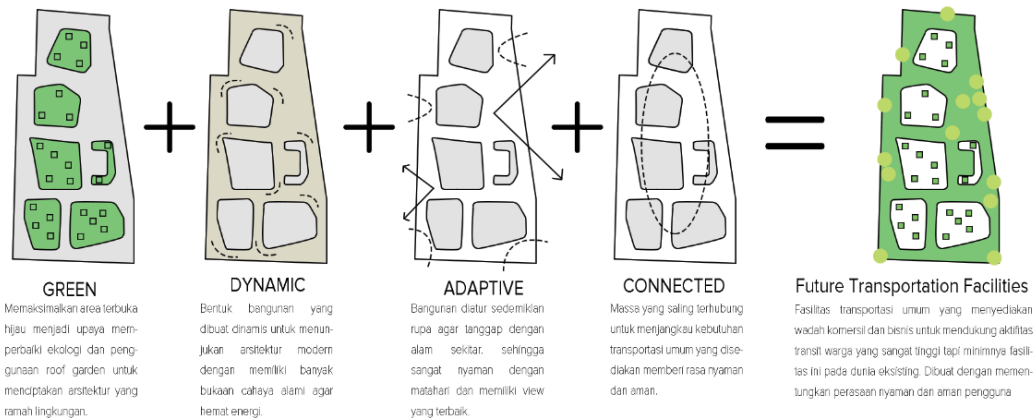 GREEN
Memaksimalkan area terbuka
hijau menjadi upaya mem-
perbaiki ekologi dan peng-
gunaan roof garden untuk
menciptakan arsitektur yang
ramah lingkungan.
DYNAMIC
Bentuk bangunan yang
dibuat dinamis untuk menun-
jukan arsitektur modern
dengan memiliki banyak
bukaan cahaya alami agar
hemat energi.
ADAPTIVE
Bangunan diatur sedemikian
rupa agar tanggap dengan
alam sekitar. sehingga
sangat nyaman dengan
matahari dan memiliki view
yang terbaik.
CONNECTED
Massa yang saling terhubung
untuk menjangkau kebutuhan
transportasi umum yang dise-
diakan memberi rasa nyaman
dan aman.
Future Transportation Facilities
Fasilitas transportasi umum yang menyediakan
wadah komersil dan bisnis untuk mendukung aktifitas
transit warga yang sangat tinggi tapi minimnya fasili-
tas ini pada dunia eksisting. Dibuat dengan memen-
tungkan perasaan nyaman dan aman pengguna